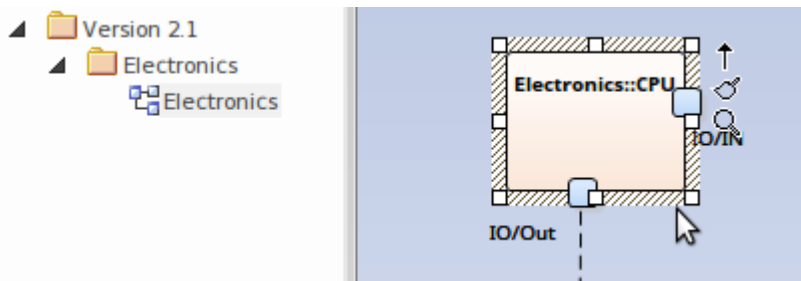 Version 2.1
Electronics
Electronics
Electronics::CPU
IO/IN
IO/Out